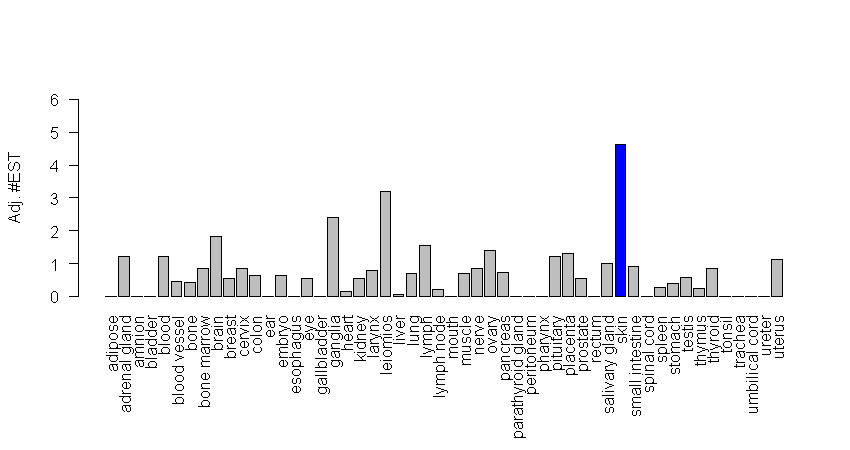 Adj. #EST
6
5
4
3
2
1
0
adipose
adrenal gland
amnion
bladder
blood
blood vessel
bone
bone marrow
brain
breast
cervix
colon
ear
embryo
esophagus
eye
gallbladder
ganglia
heart
kidney
larynx
leiomios
liver
lung
lymph
lymph node
mouth
muscle
nerve
ovary
pancreas
parathyroid gland
peritoneum
pharynx
pituitary
placenta
prostate
rectum
salivary gland
skin
small intestine
spinal cord
spleen
stomach
testis
thymus
thyroid
tonsil
trachea
umbilical cord
ureter
uterus